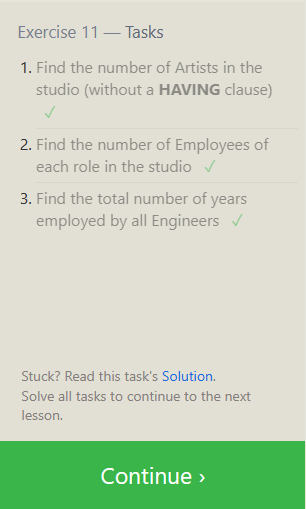 Exercise 11 — Tasks
1. Find the number of Artists in the
studio (without a HAVING clause)
✓
2. Find the number of Employees of
each role in the studio ✓
3. Find the total number of years
employed by all Engineers ✓
Stuck? Read this task's Solution.
Solve all tasks to continue to the next
lesson.
Continue ›